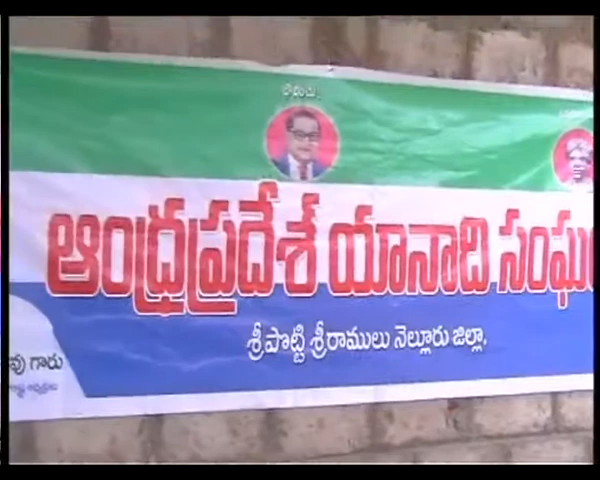 బోధించు..
ఆంధ్రప్రదేశ్ యానాది సంఘ
శ్రీ పొట్టి శ్రీరాములు నెల్లూరు జిల్లా.
వు గారు